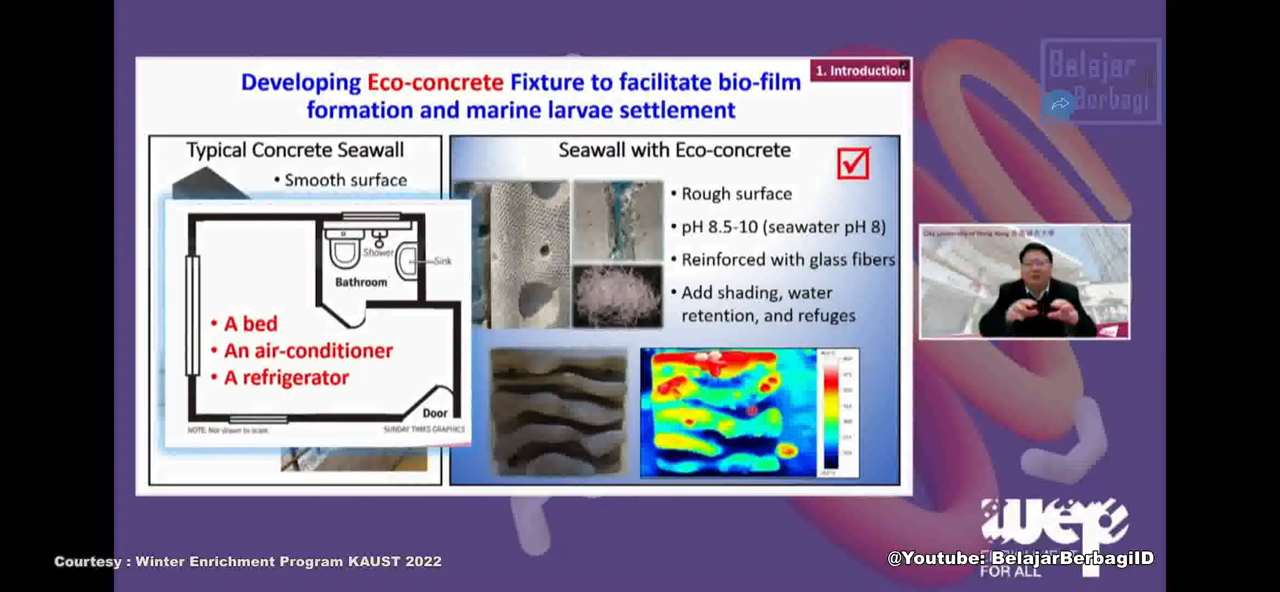 1. Introduction
Developing Eco-concrete Fixture to facilitate bio-film
formation and marine larvae settlement
Typical Concrete Seawall
• Smooth surface
Shower
Sink
Bathroom
• A bed
• An air-conditioner
• A refrigerator
Door
NOTE: Not drawn to scale
SUNDAY TIMES GRAPHICS
Seawall with Eco-concrete
• Rough surface
• pH 8.5-10 (seawater pH 8)
• Reinforced with glass fibers
• Add shading, water
retention, and refuges
Belajar
Berbagi
City University of Hong Kong
wep
FOR ALL
Courtesy : Winter Enrichment Program KAUST 2022
@Youtube: BelajarBerbagiID